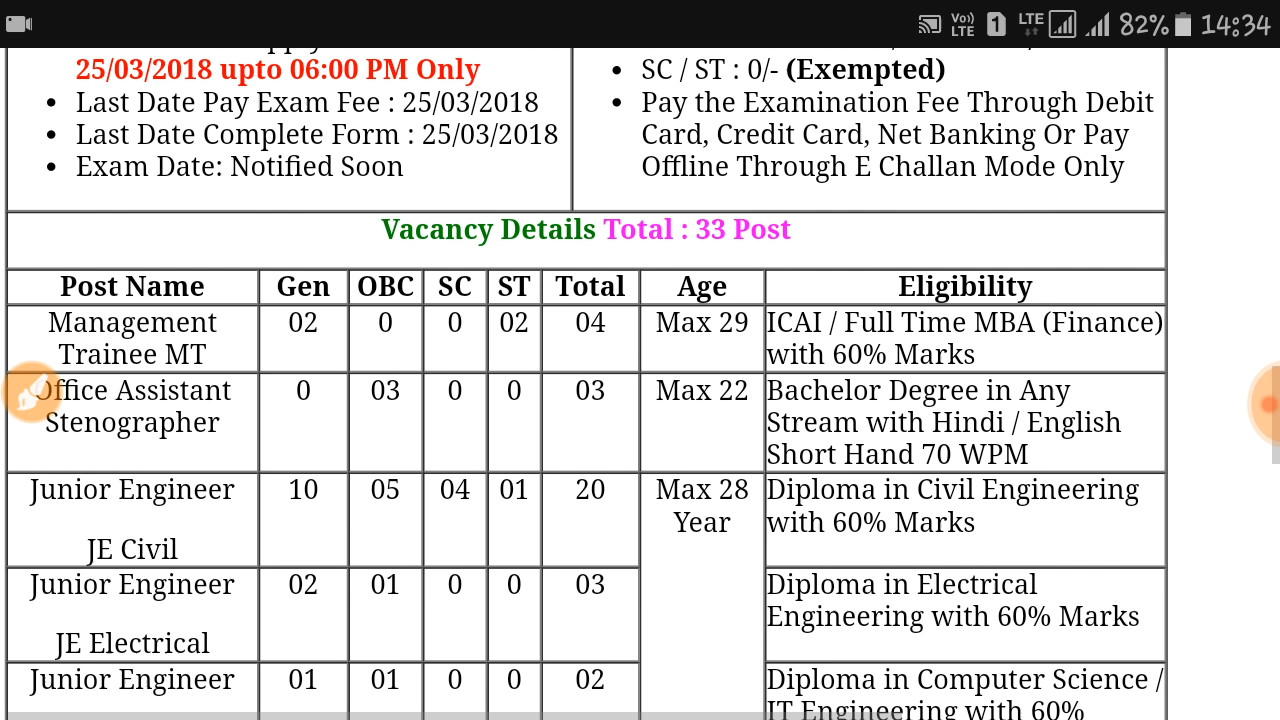 Vo)) LTE 1 LTE 82% 14:34
25/03/2018 upto 06:00 PM Only
• Last Date Pay Exam Fee : 25/03/2018
• Last Date Complete Form : 25/03/2018
• Exam Date: Notified Soon
• SC / ST : 0/- (Exempted)
• Pay the Examination Fee Through Debit
Card, Credit Card, Net Banking Or Pay
Offline Through E Challan Mode Only
Vacancy Details Total : 33 Post
Post Name Gen OBC SC ST Total Age Eligibility
Management 02 0 0 02 04 Max 29 ICAI / Full Time MBA (Finance)
Trainee MT with 60% Marks
Office Assistant 0 03 0 0 03 Max 22 Bachelor Degree in Any
Stenographer Stream with Hindi / English
Short Hand 70 WPM
Junior Engineer 10 05 04 01 20 Max 28 Diploma in Civil Engineering
Year with 60% Marks
JE Civil
Junior Engineer 02 01 0 0 03 Diploma in Electrical
Engineering with 60% Marks
JE Electrical
Junior Engineer 01 01 0 0 02 Diploma in Computer Science /
IT Engineering with 60%